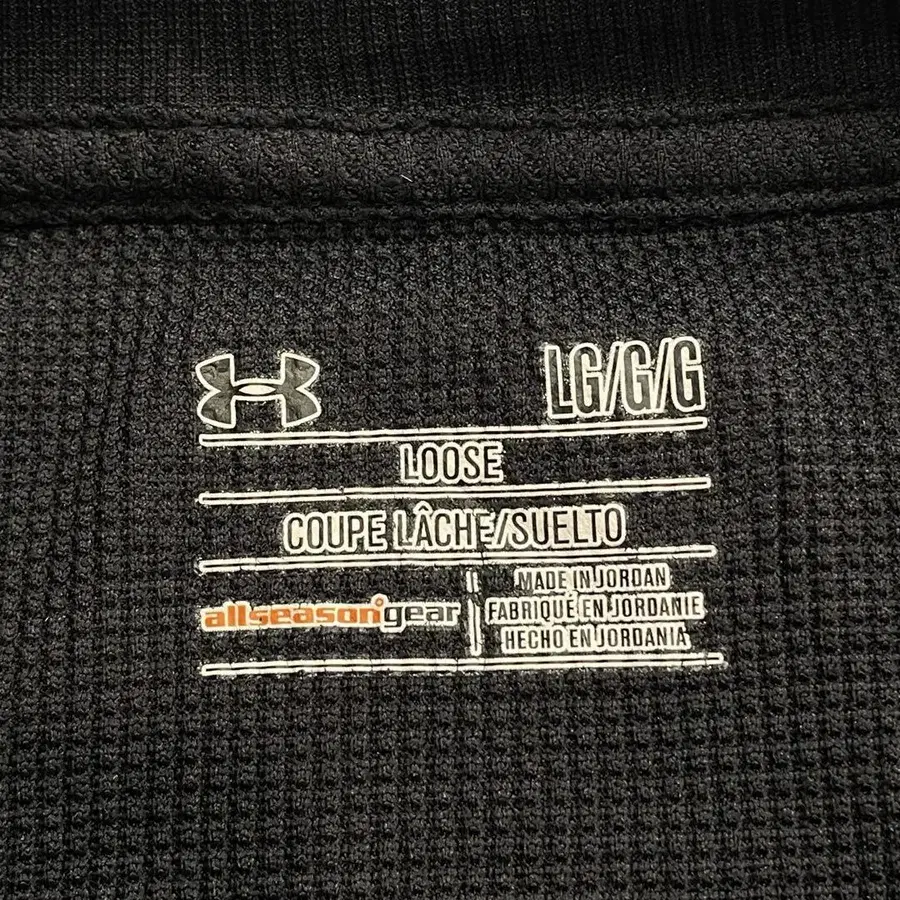 LG/G/G
LOOSE
COUPE LÂCHE/SUELTO
allseasongear
MADE IN JORDAN
FABRIQUÉ EN JORDANIE
HECHO EN JORDANIA